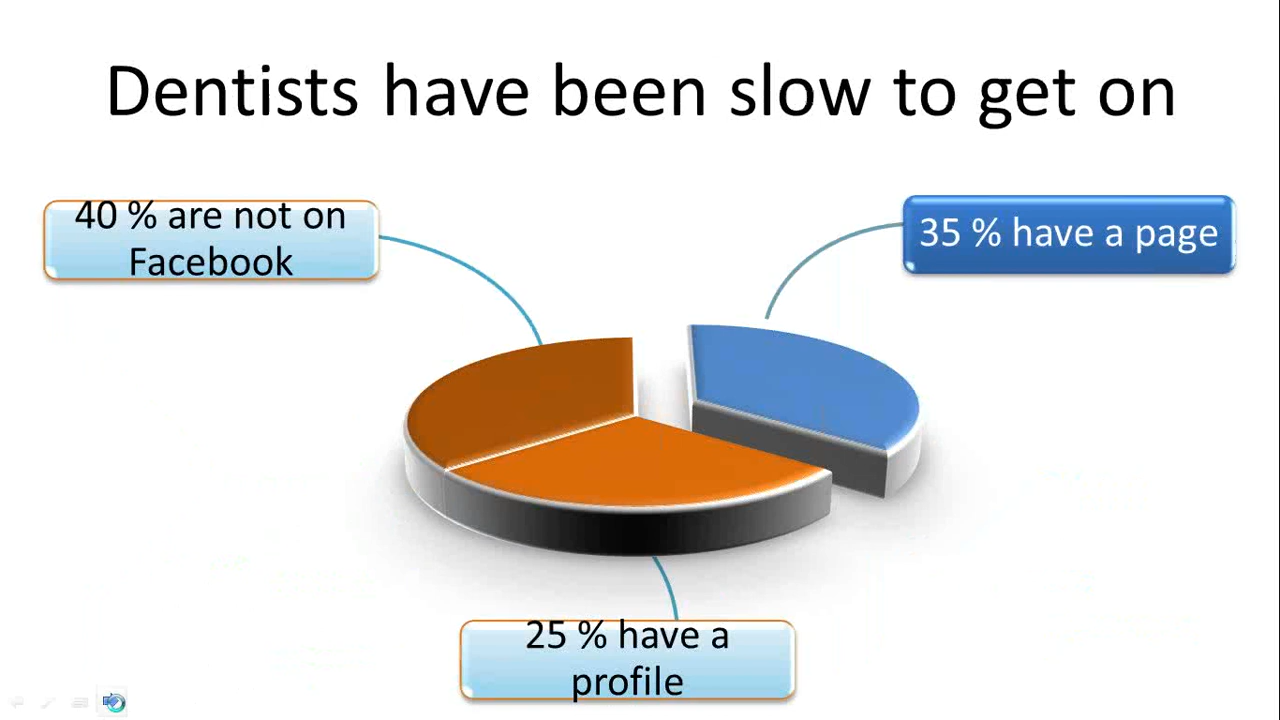 Dentists have been slow to get on
40 % are not on
Facebook
35 % have a page
25 % have a
profile